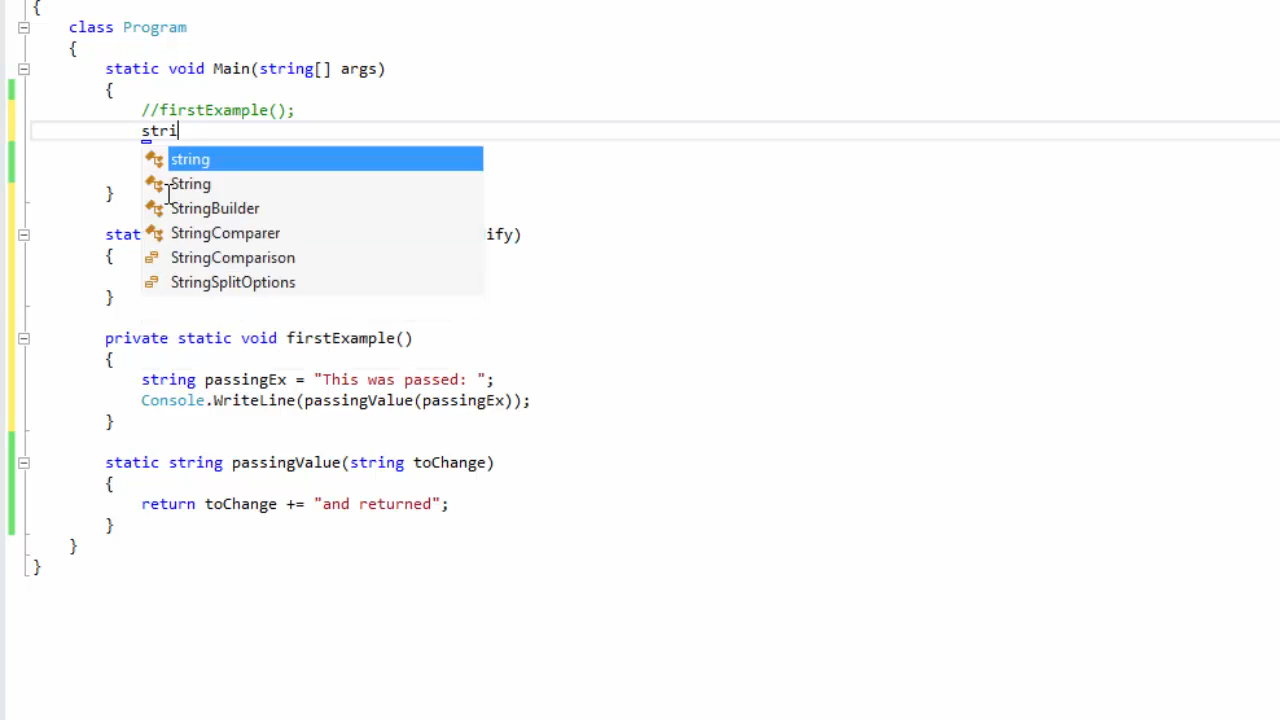 {
class Program
{
static void Main(string[] args)
{
//firstExample();
stri
string
String
}
StringBuilder
stat
StringComparer
ify)
{
StringComparison
StringSplitOptions
}
private static void firstExample()
{
string passingEx = "This was passed: ";
Console.WriteLine(passingValue(passingEx));
}
static string passingValue(string toChange)
{
return toChange += "and returned";
}
}
}